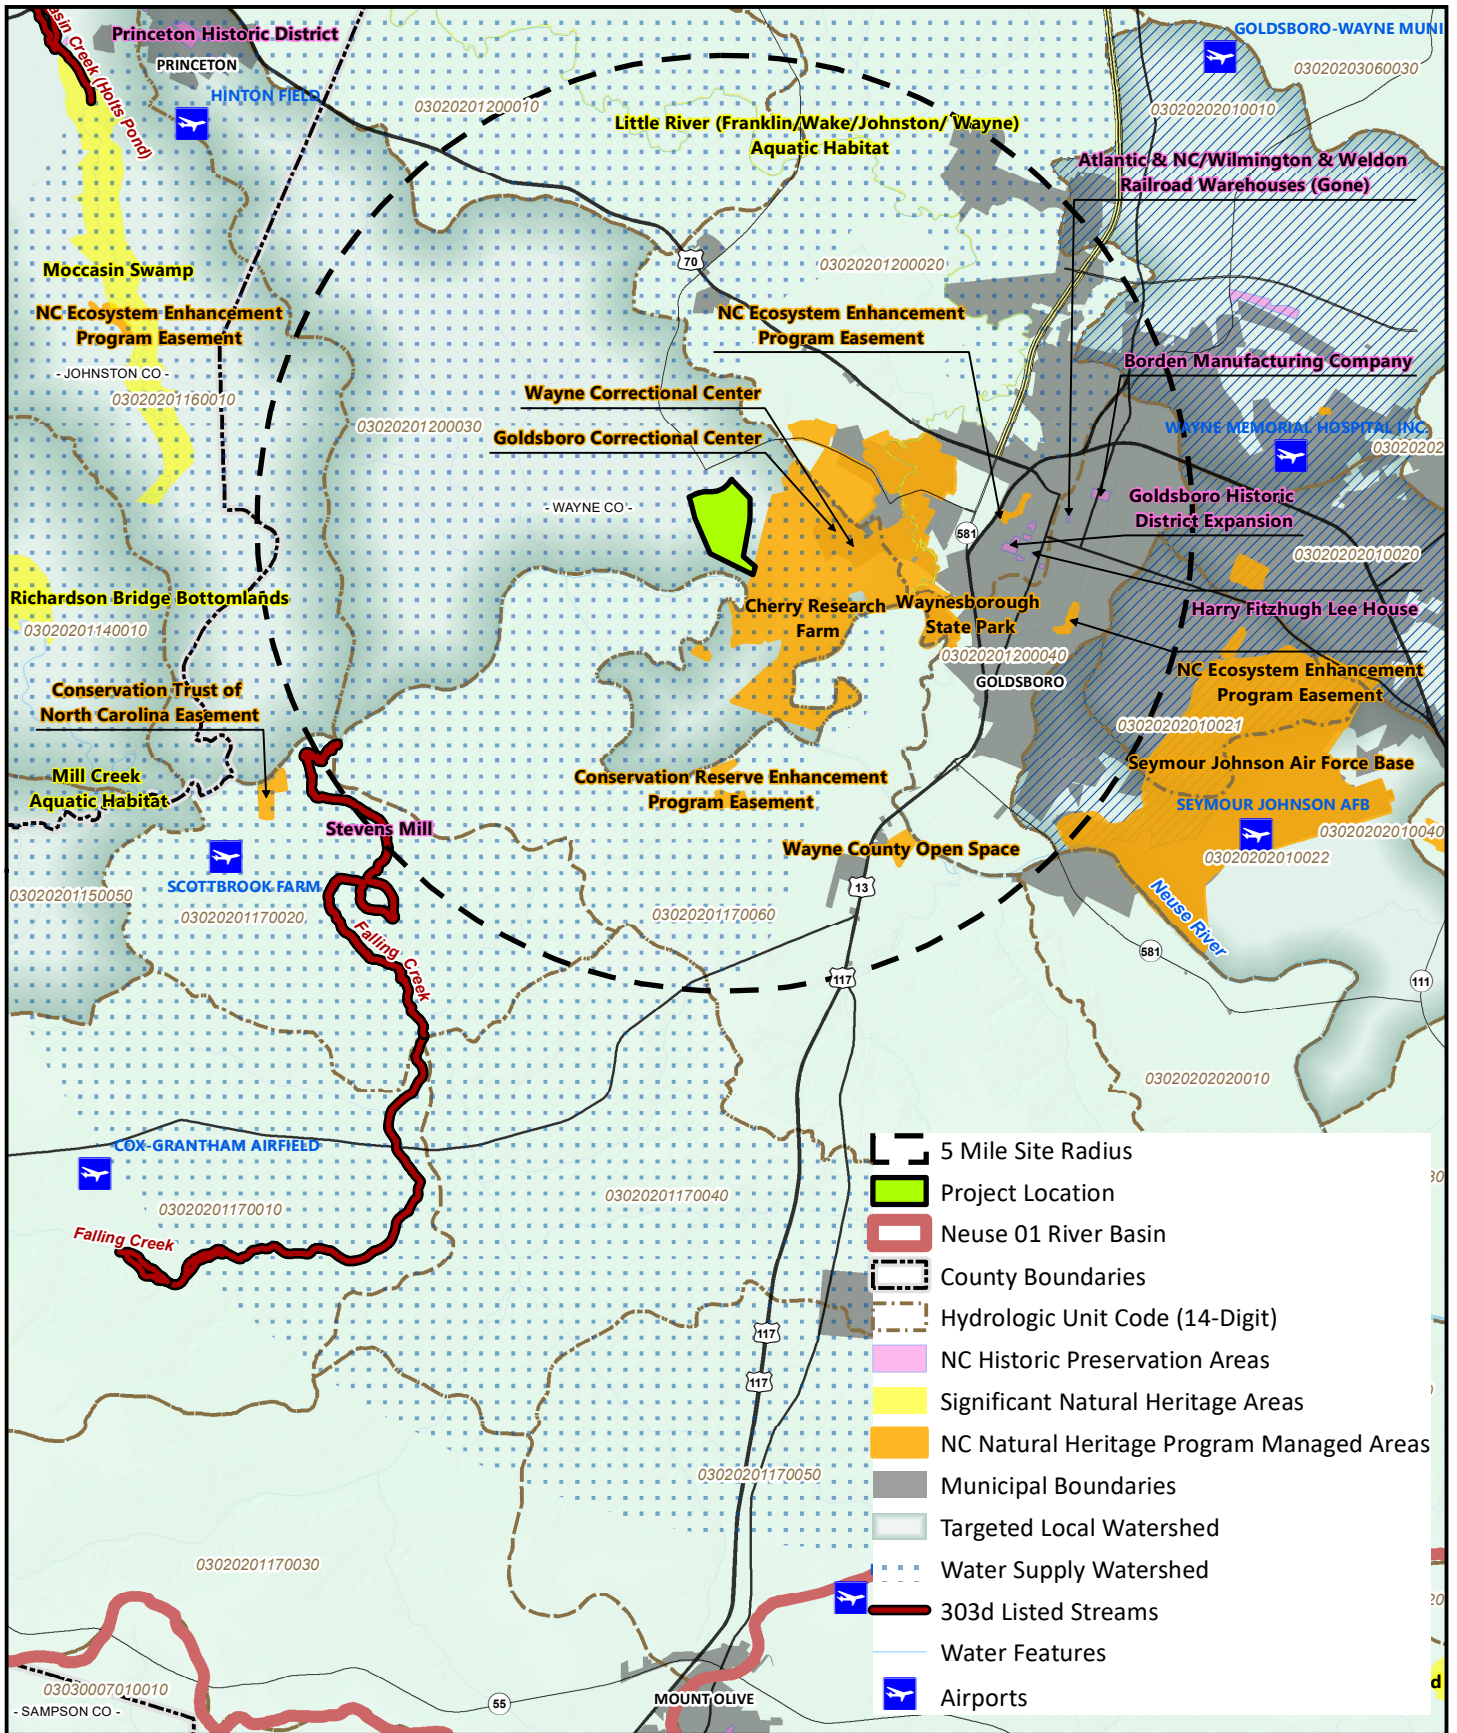 Princeton Historic District
PRINCETON
HINTON FIELD
Creek (Holts Pond)
03020201200010
Little River (Franklin/Wake/Johnston/ Wayne)
Aquatic Habitat
GOLDSBORO-WAYNE MUNI
03020203060030
03020202010010
Atlantic & NC/Wilmington & Weldon
Railroad Warehouses (Gone)
Moccasin Swamp
NC Ecosystem Enhancement
Program Easement
- JOHNSTON CO -
03020201160010
70
03020201200020
NC Ecosystem Enhancement
Program Easement
Borden Manufacturing Company
Wayne Correctional Center
Goldsboro Correctional Center
03020201200030
WAYNE MEMORIAL HOSPITAL INC.
03020202
- WAYNE CO -
581
Goldsboro Historic
District Expansion
03020202010020
Richardson Bridge Bottomlands
03020201140010
Cherry Research
Farm
Waynesborough
State Park
Harry Fitzhugh Lee House
03020201200040
GOLDSBORO
NC Ecosystem Enhancement
Program Easement
Conservation Trust of
North Carolina Easement
03020202010021
Mill Creek
Aquatic Habitat
Conservation Reserve Enhancement
Program Easement
Seymour Johnson Air Force Base
SEYMOUR JOHNSON AFB
Stevens Mill
Wayne County Open Space
03020202010040
03020202010022
SCOTTBROOK FARM
03020201150050
03020201170020
03020201170060
13
Neuse River
Falling Creek
581
117
111
03020202020010
COX-GRANTHAM AIRFIELD
03020201170010
Falling Creek
03020201170040
117
117
03020201170050
03020201170030
03030007010010
- SAMPSON CO -
55
MOUNT OLIVE
5 Mile Site Radius
Project Location
Neuse 01 River Basin
County Boundaries
Hydrologic Unit Code (14-Digit)
NC Historic Preservation Areas
Significant Natural Heritage Areas
NC Natural Heritage Program Managed Areas
Municipal Boundaries
Targeted Local Watershed
Water Supply Watershed
303d Listed Streams
Water Features
Airports